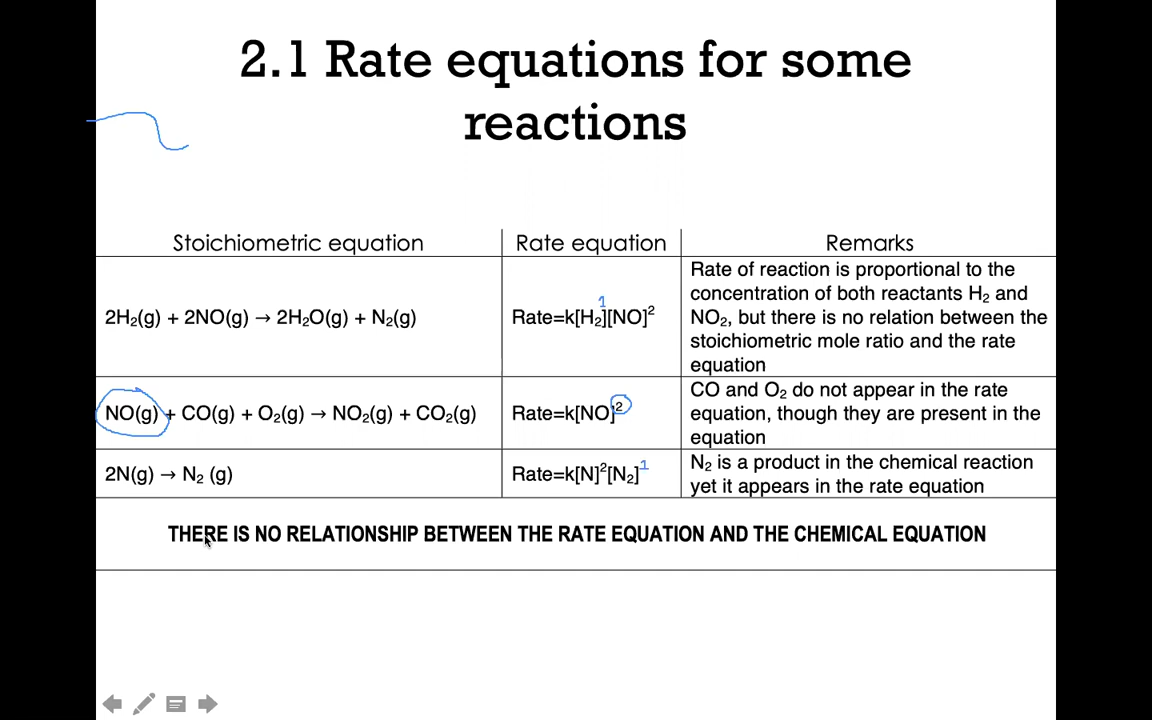 2.1 Rate equations for some
reactions
Stoichiometric equation
Rate equation
Remarks
2H₂(g) + 2NO(g) → 2H₂O(g) + N₂(g)
Rate=k[H₂]¹[NO]²
Rate of reaction is proportional to the
concentration of both reactants H₂ and
NO₂, but there is no relation between the
stoichiometric mole ratio and the rate
equation
NO(g) + CO(g) + O₂(g) → NO₂(g) + CO₂(g)
Rate=k[NO]²
CO and O₂ do not appear in the rate
equation, though they are present in the
equation
2N(g) → N₂ (g)
Rate=k[N]²[N₂]¹
N₂ is a product in the chemical reaction
yet it appears in the rate equation
THERE IS NO RELATIONSHIP BETWEEN THE RATE EQUATION AND THE CHEMICAL EQUATION